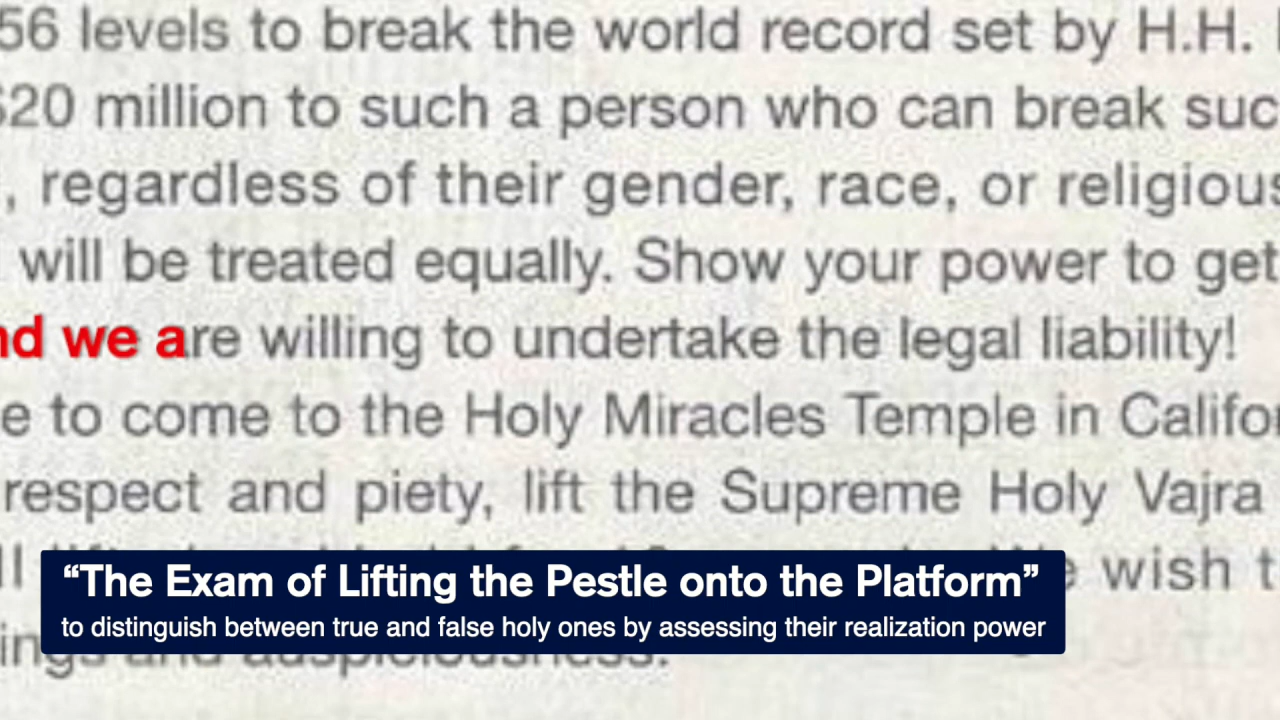 56 levels to break the world record set by H.H.
$20 million to such a person who can break suc
, regardless of their gender, race, or religious
will be treated equally. Show your power to get
nd we are willing to undertake the legal liability!
e to come to the Holy Miracles Temple in Califor
respect and piety, lift the Supreme Holy Vajra
“The Exam of Lifting the Pestle onto the Platform”
wish t
to distinguish between true and false holy ones by assessing their realization power
ings and auspiciousness.